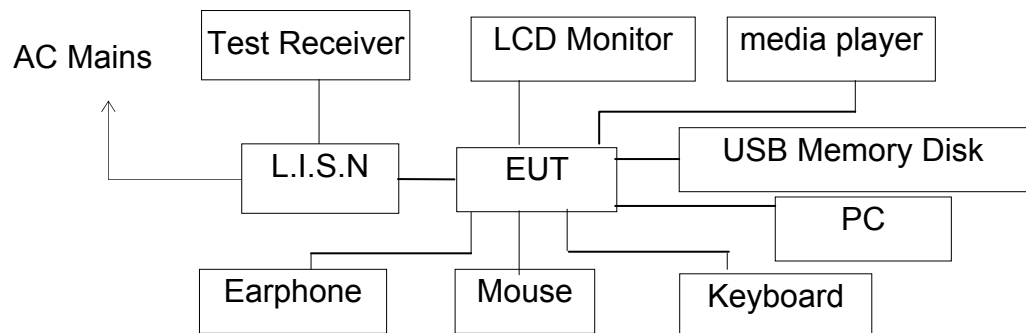 Test Receiver
LCD Monitor
media player
AC Mains
USB Memory Disk
L.I.S.N
EUT
PC
Earphone
Mouse
Keyboard